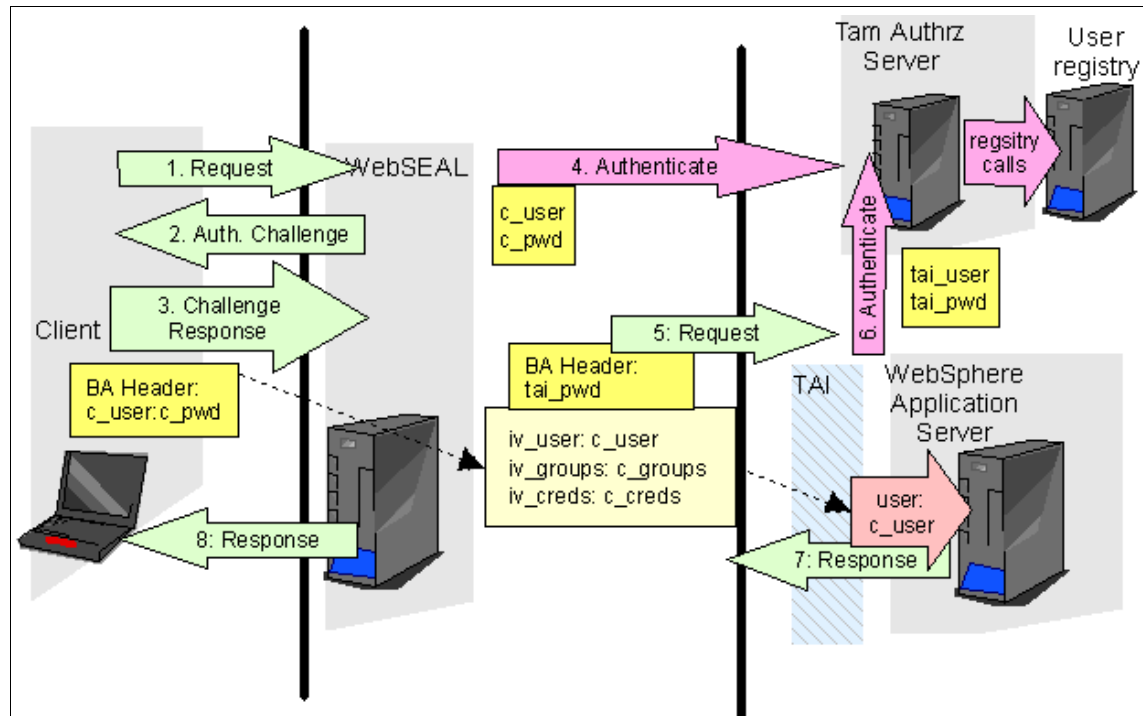 Tam Authrz
Server
User
registry
1. Request
WebSEAL
4. Authenticate
regsitry
calls
2. Auth. Challenge
c_user
c_pwd
3. Challenge
Response
Client
5: Request
6. Authenticate
tai_user
tai_pwd
BA Header:
c_user:c_pwd
BA Header:
tai_pwd
TAI
WebSphere
Application
Server
iv_user: c_user
iv_groups: c_groups
iv_creds: c_creds
user:
c_user
8: Response
7: Response